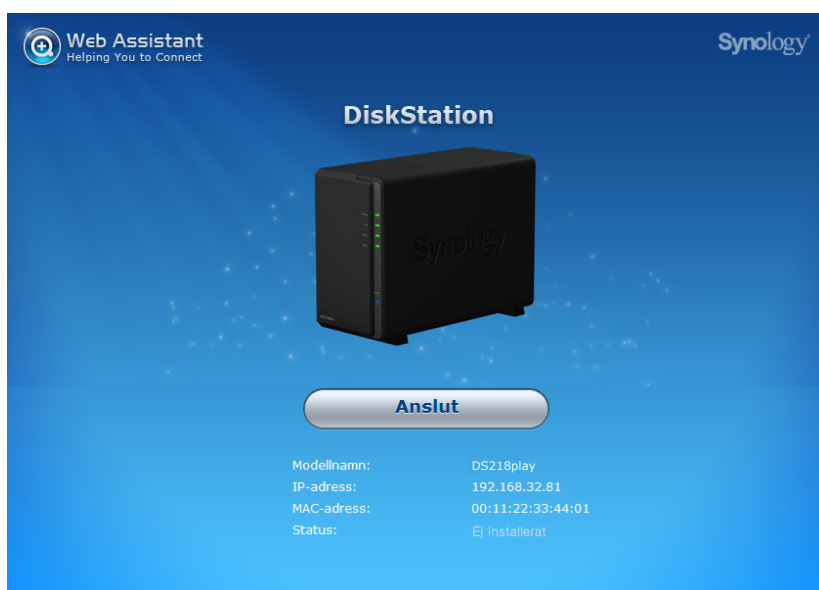 Web Assistant
Helping You to Connect
Synology
DiskStation
Synology
Anslut
Modellnamn: DS218play
IP-adress: 192.168.32.81
MAC-adress: 00:11:22:33:44:01
Status: Ej installerat